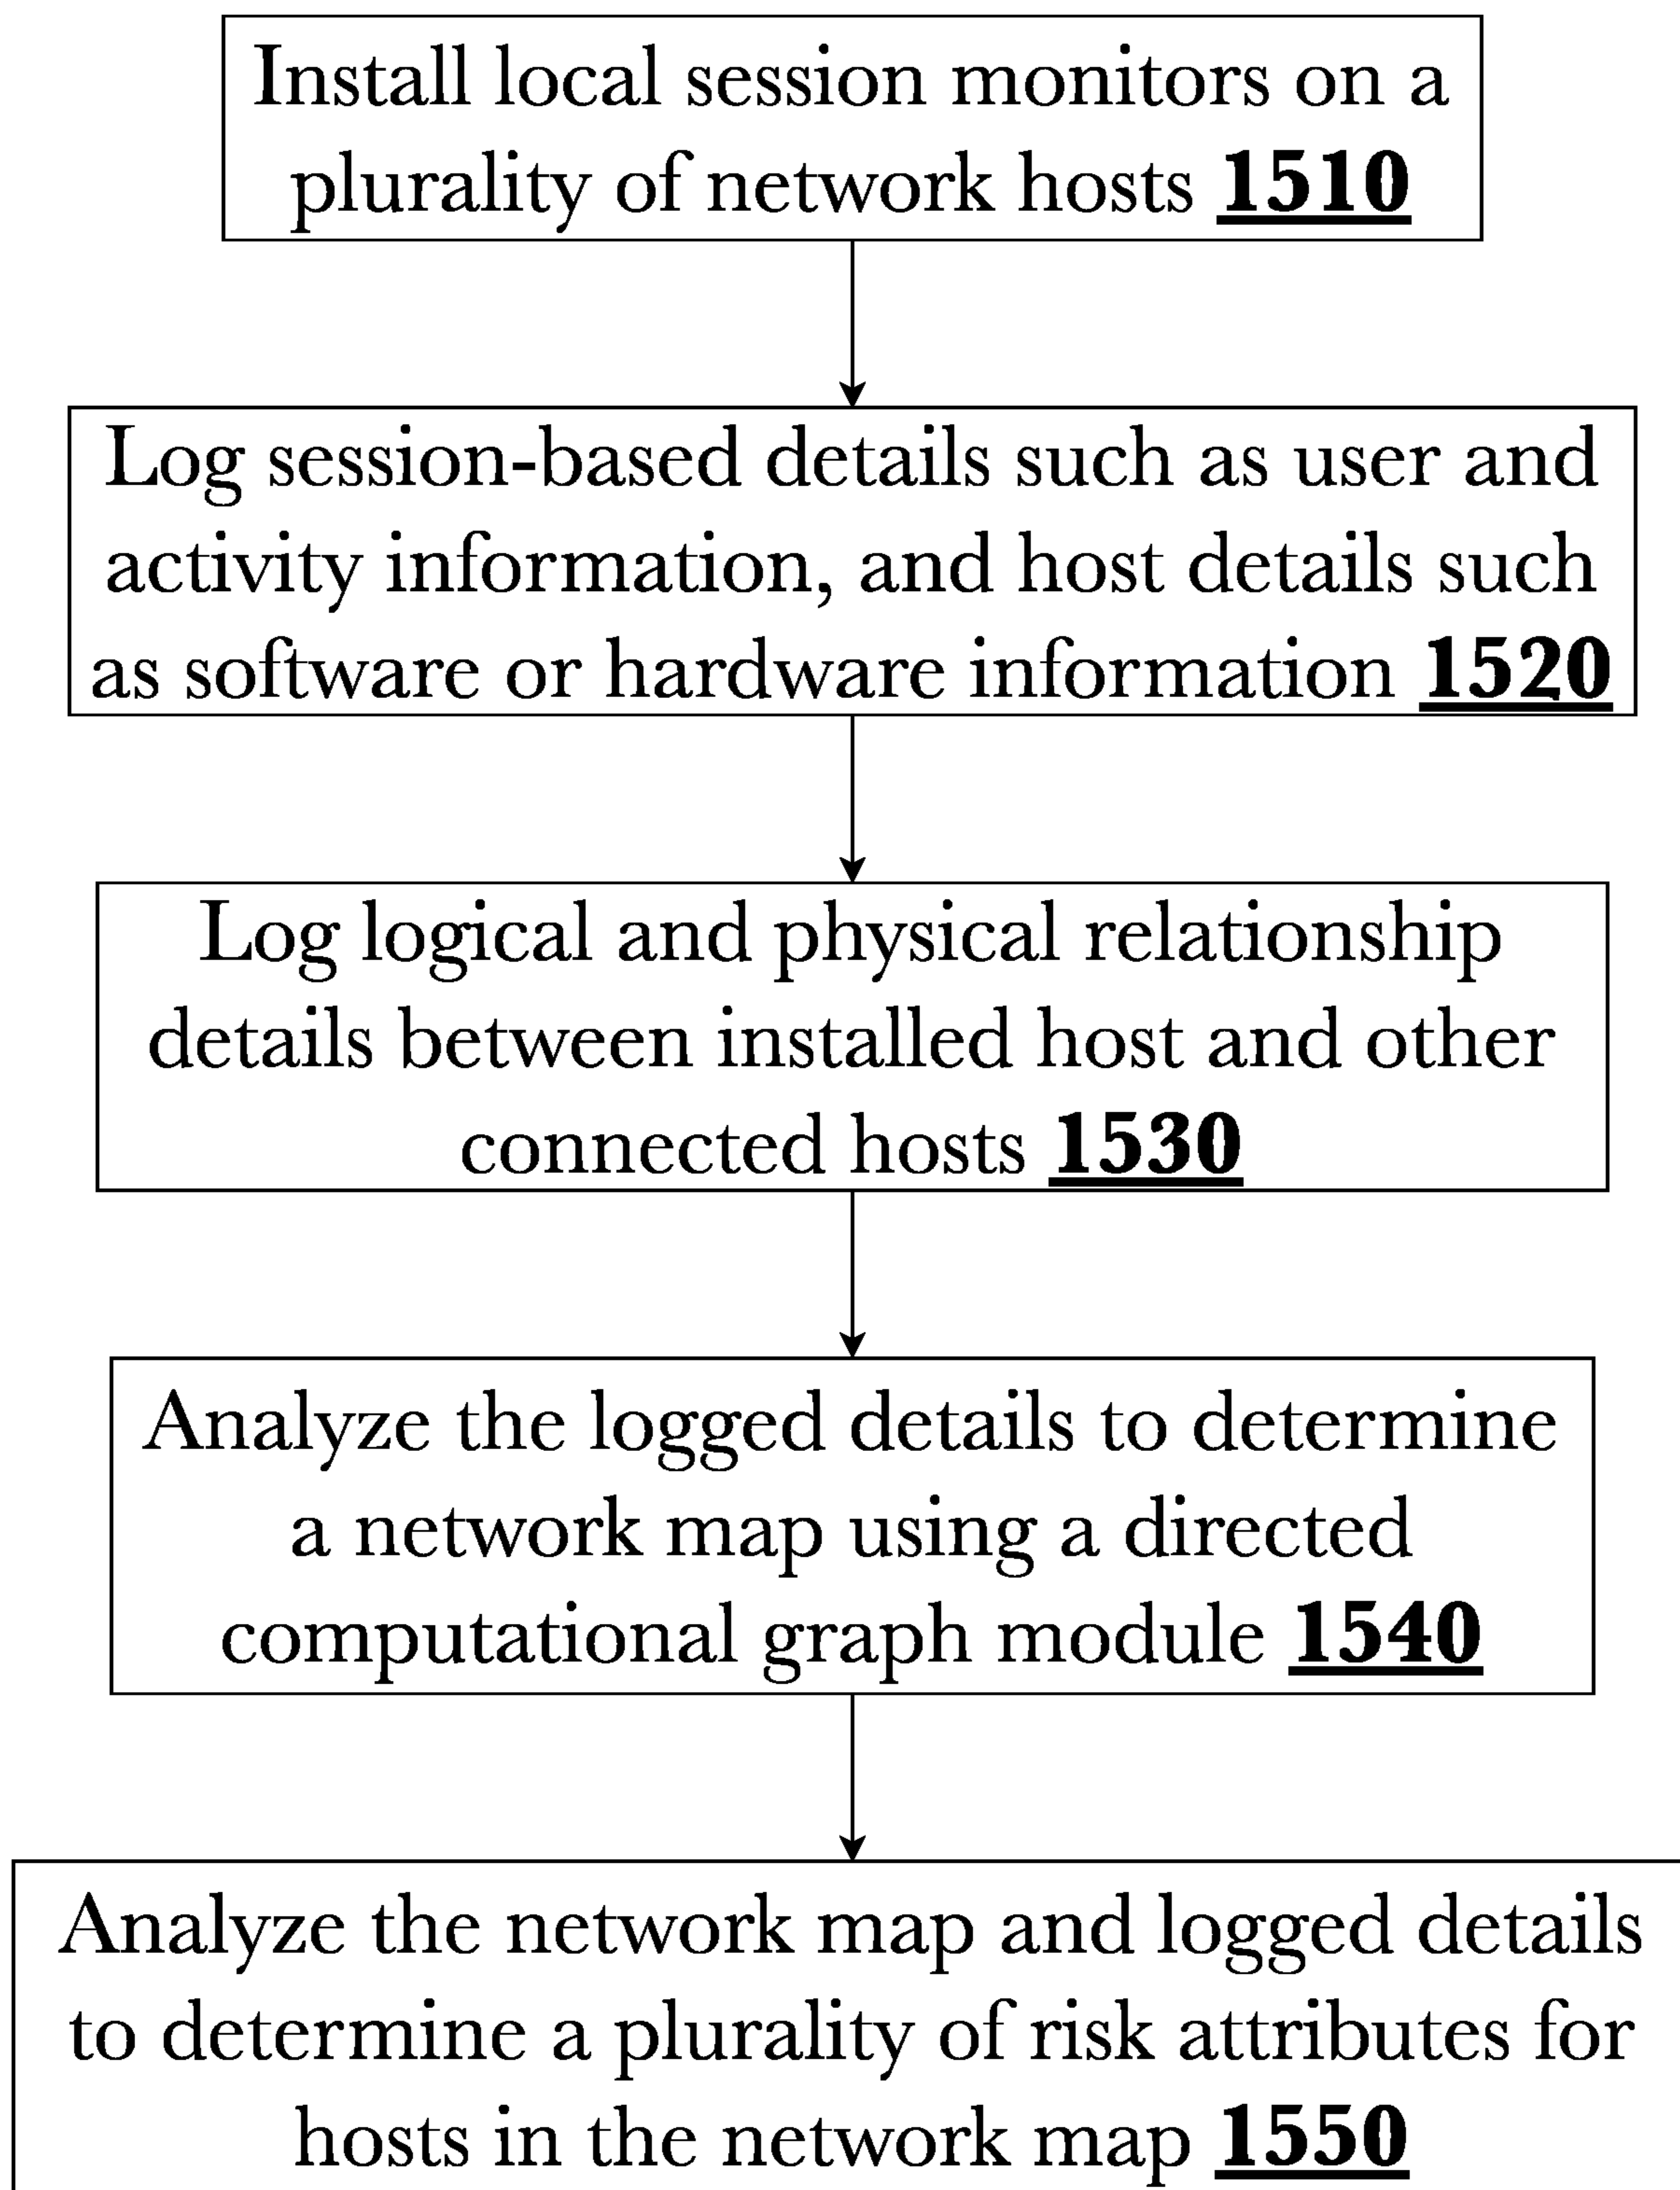 Install local session monitors on a
plurality of network hosts 1510
Log session-based details such as user and
activity information, and host details such
as software or hardware information 1520
Log logical and physical relationship
details between installed host and other
connected hosts 1530
Analyze the logged details to determine
a network map using a directed
computational graph module 1540
Analyze the network map and logged details
to determine a plurality of risk attributes for
hosts in the network map 1550